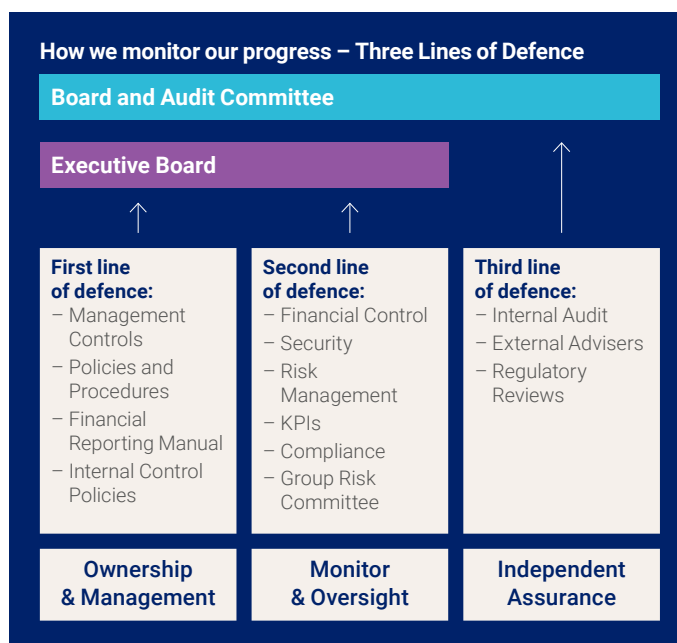 How we monitor our progress – Three Lines of Defence
Board and Audit Committee
Executive Board
First line
of defence:
– Management
Controls
– Policies and
Procedures
– Financial
Reporting Manual
– Internal Control
Policies
Ownership
& Management
Second line
of defence:
– Financial Control
– Security
– Risk
Management
– KPIs
– Compliance
– Group Risk
Committee
Monitor
& Oversight
Third line
of defence:
– Internal Audit
– External Advisers
– Regulatory
Reviews
Independent
Assurance